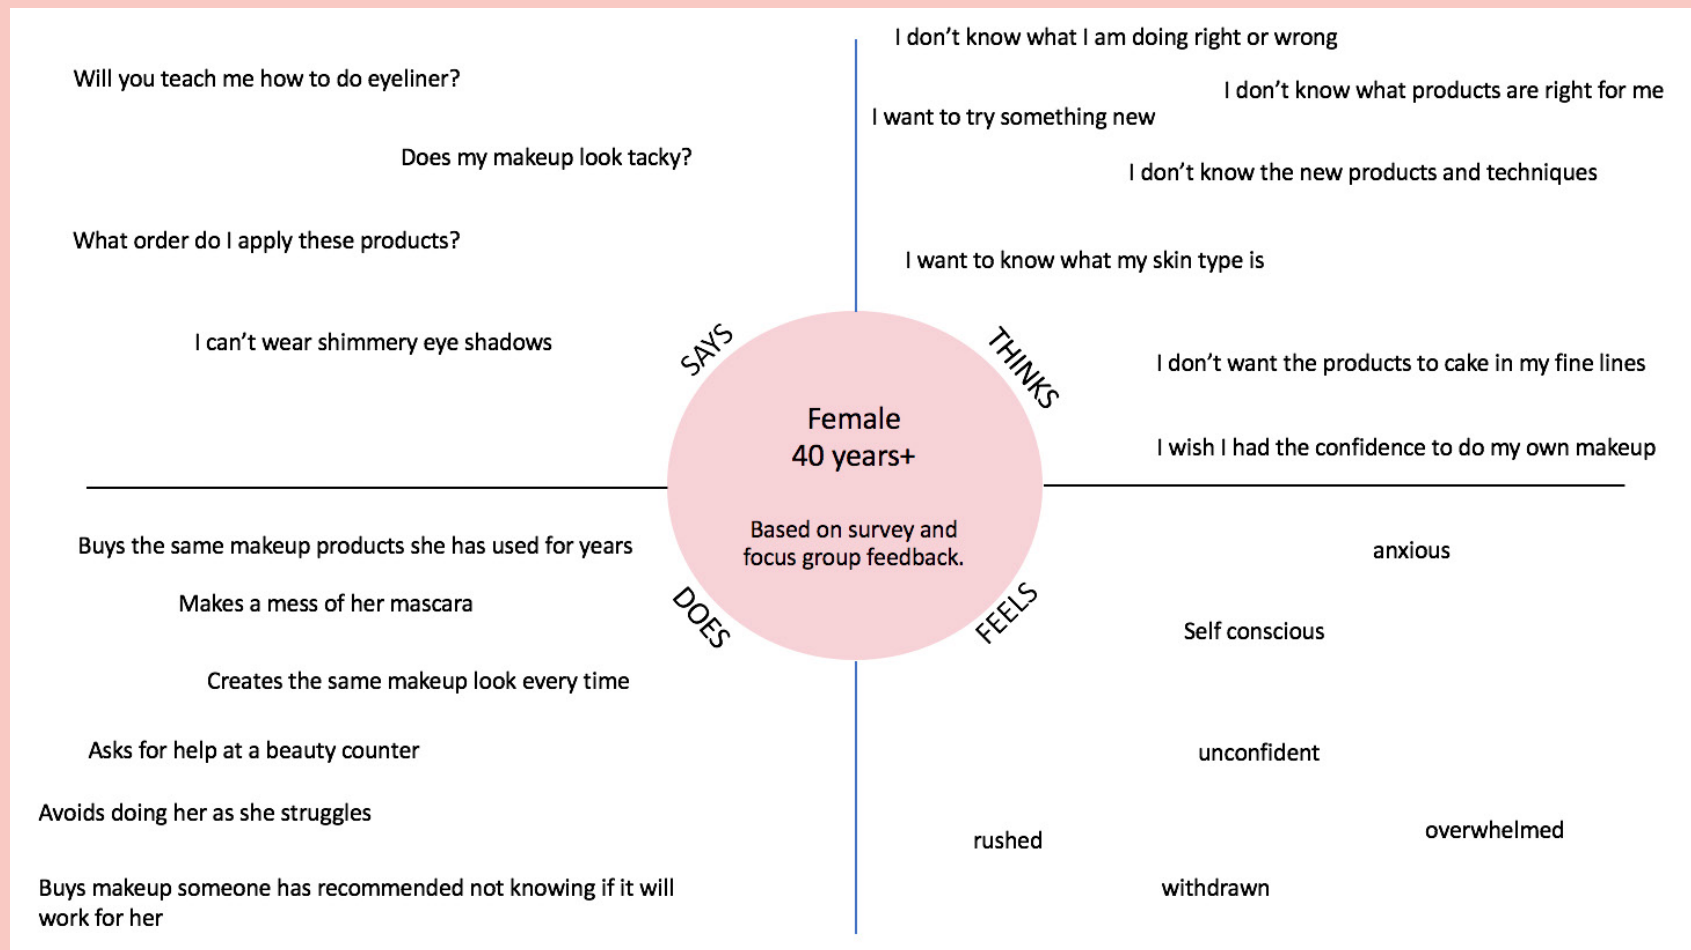 Will you teach me how to do eyeliner?
Does my makeup look tacky?
What order do I apply these products?
I can’t wear shimmery eye shadows
SAYS
I don’t know what I am doing right or wrong
I don’t know what products are right for me
I want to try something new
I don’t know the new products and techniques
I want to know what my skin type is
THINKS
I don’t want the products to cake in my fine lines
I wish I had the confidence to do my own makeup
Female
40 years+
Based on survey and
focus group feedback.
DOES
Buys the same makeup products she has used for years
Makes a mess of her mascara
Creates the same makeup look every time
Asks for help at a beauty counter
Avoids doing her as she struggles
Buys makeup someone has recommended not knowing if it will
work for her
FEELS
anxious
Self conscious
unconfident
overwhelmed
rushed
withdrawn